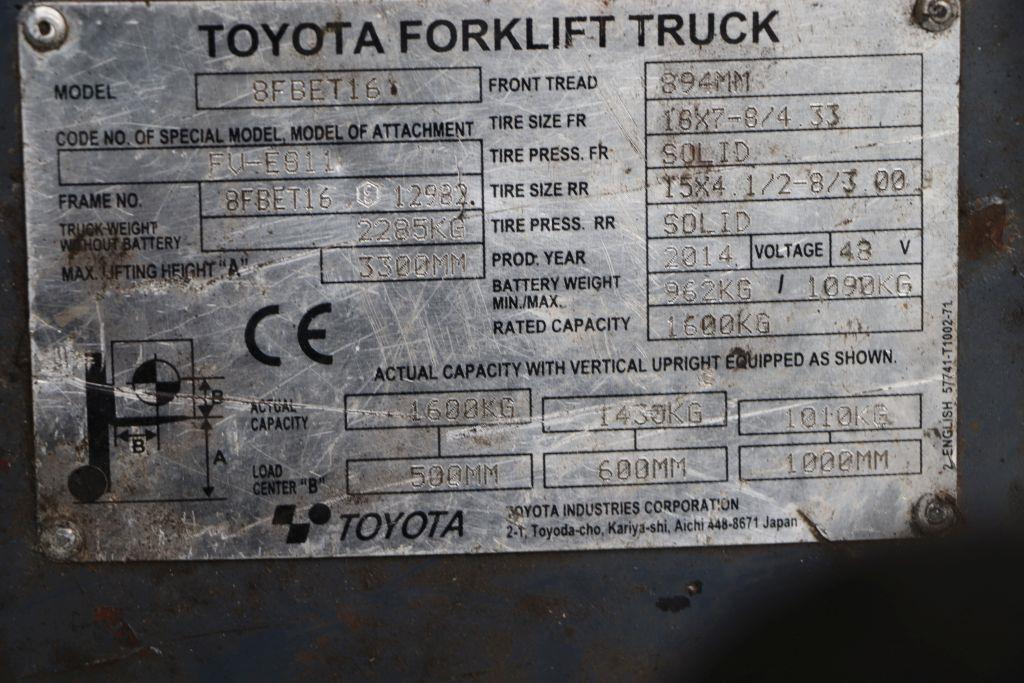 TOYOTA FORKLIFT TRUCK
MODEL 8FBET16
CODE NO. OF SPECIAL MODEL, MODEL OF ATTACHMENT
FV-E811
FRAME NO. 8FBET16 E 12982
TRUCK-WEIGHT WITHOUT BATTERY 2285KG
MAX. LIFTING HEIGHT "A" 3300MM
FRONT TREAD 894MM
TIRE SIZE FR 18X7-8/4.33
TIRE PRESS. FR SOLID
TIRE SIZE RR 15X4.1/2-8/3.00
TIRE PRESS. RR SOLID
PROD. YEAR 2014 VOLTAGE 48 V
BATTERY WEIGHT MIN./MAX. 962KG / 1090KG
RATED CAPACITY 1600KG
CE
ACTUAL CAPACITY WITH VERTICAL UPRIGHT EQUIPPED AS SHOWN.
ACTUAL CAPACITY 1600KG 1430KG 1010KG
LOAD CENTER "B" 500MM 600MM 1000MM
B
B
A
TOYOTA
TOYOTA INDUSTRIES CORPORATION
2-1, Toyoda-cho, Kariya-shi, Aichi 448-8671 Japan
2-ENGLISH 57741-T1002-71